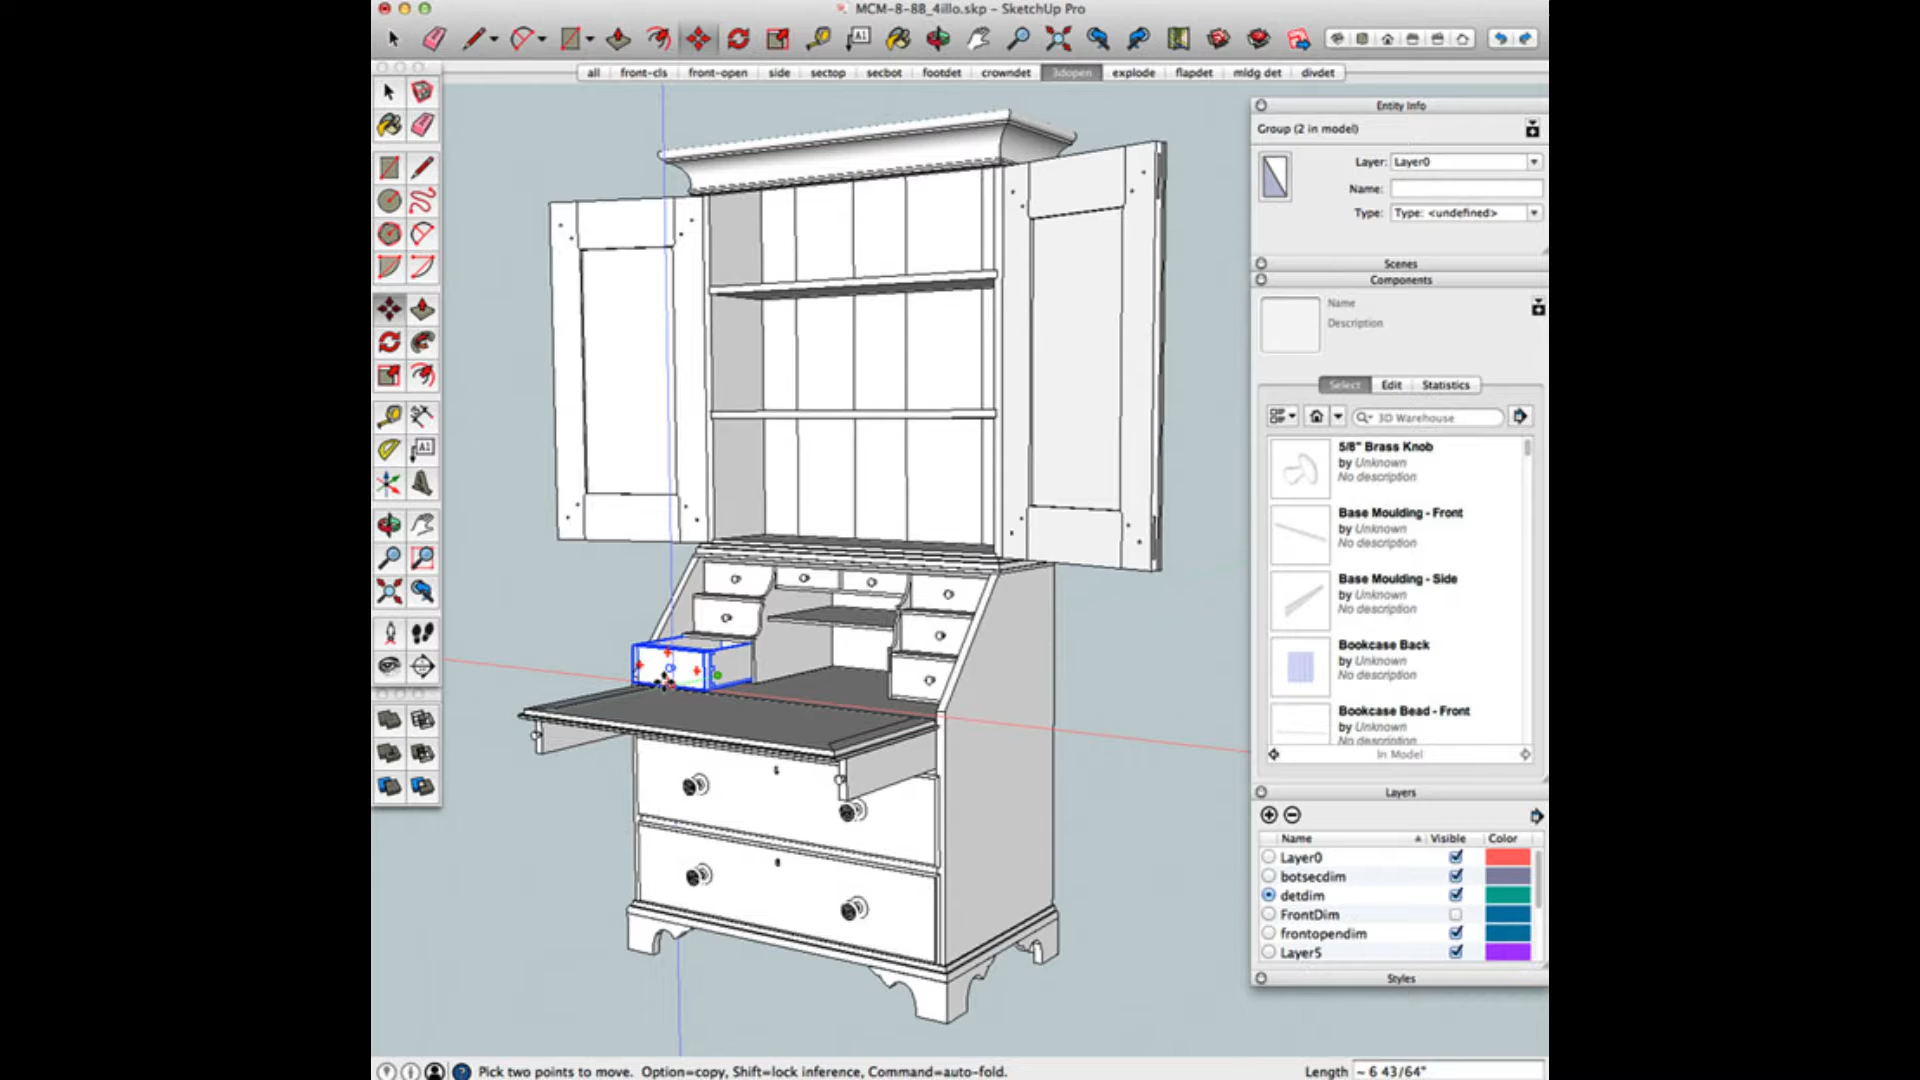 MCM-8-8B_4illo.skp - SketchUp Pro
all front-cls front-open side sectop secbot footdet crowndet 3dopen explode flapdet mldg det divdet
Entity Info
Group (2 in model)
Layer: Layer0
Name:
Type: Type: <undefined>
Scenes
Components
Name
Description
Select Edit Statistics
3D Warehouse
5/8" Brass Knob
by Unknown
No description
Base Moulding - Front
by Unknown
No description
Base Moulding - Side
by Unknown
No description
Bookcase Back
by Unknown
No description
Bookcase Bead - Front
by Unknown
No description
In Model
Layers
Name Visible Color
Layer0
botsecdim
detdim
FrontDim
frontopendim
Layer5
Styles
Pick two points to move. Option=copy, Shift=lock inference, Command=auto-fold.
Length ~ 6 43/64"